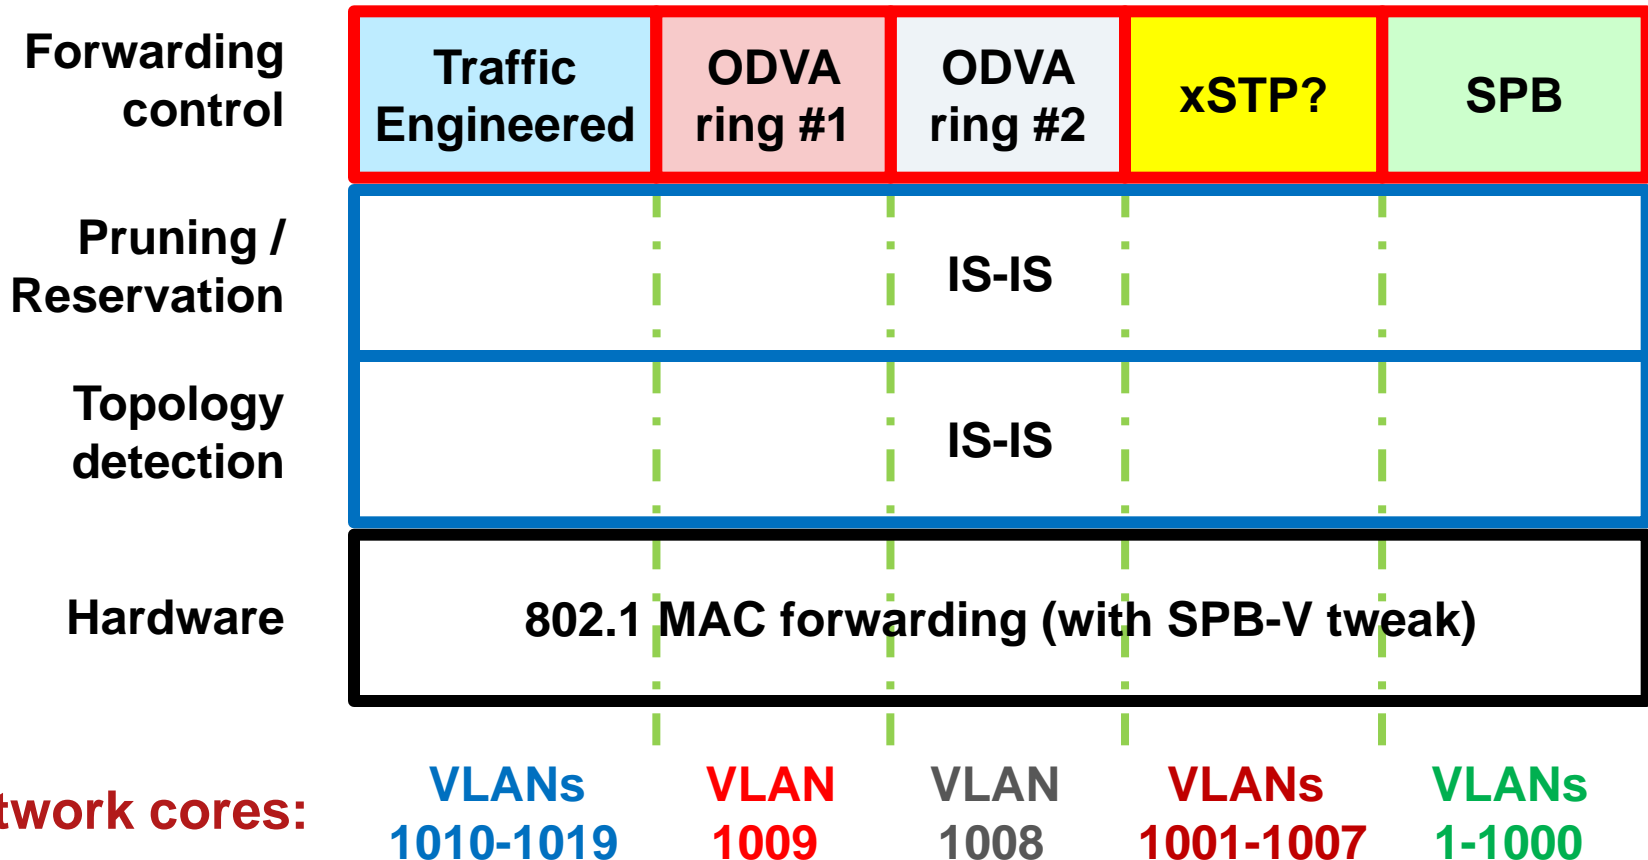 Forwarding
control
Traffic
Engineered
ODVA
ring #1
ODVA
ring #2
xSTP?
SPB
Pruning /
Reservation
IS-IS
Topology
detection
IS-IS
Hardware
802.1 MAC forwarding (with SPB-V tweak)
cores:
VLANs
1010-1019
VLAN
1009
VLAN
1008
VLANs
1001-1007
VLANs
1-1000